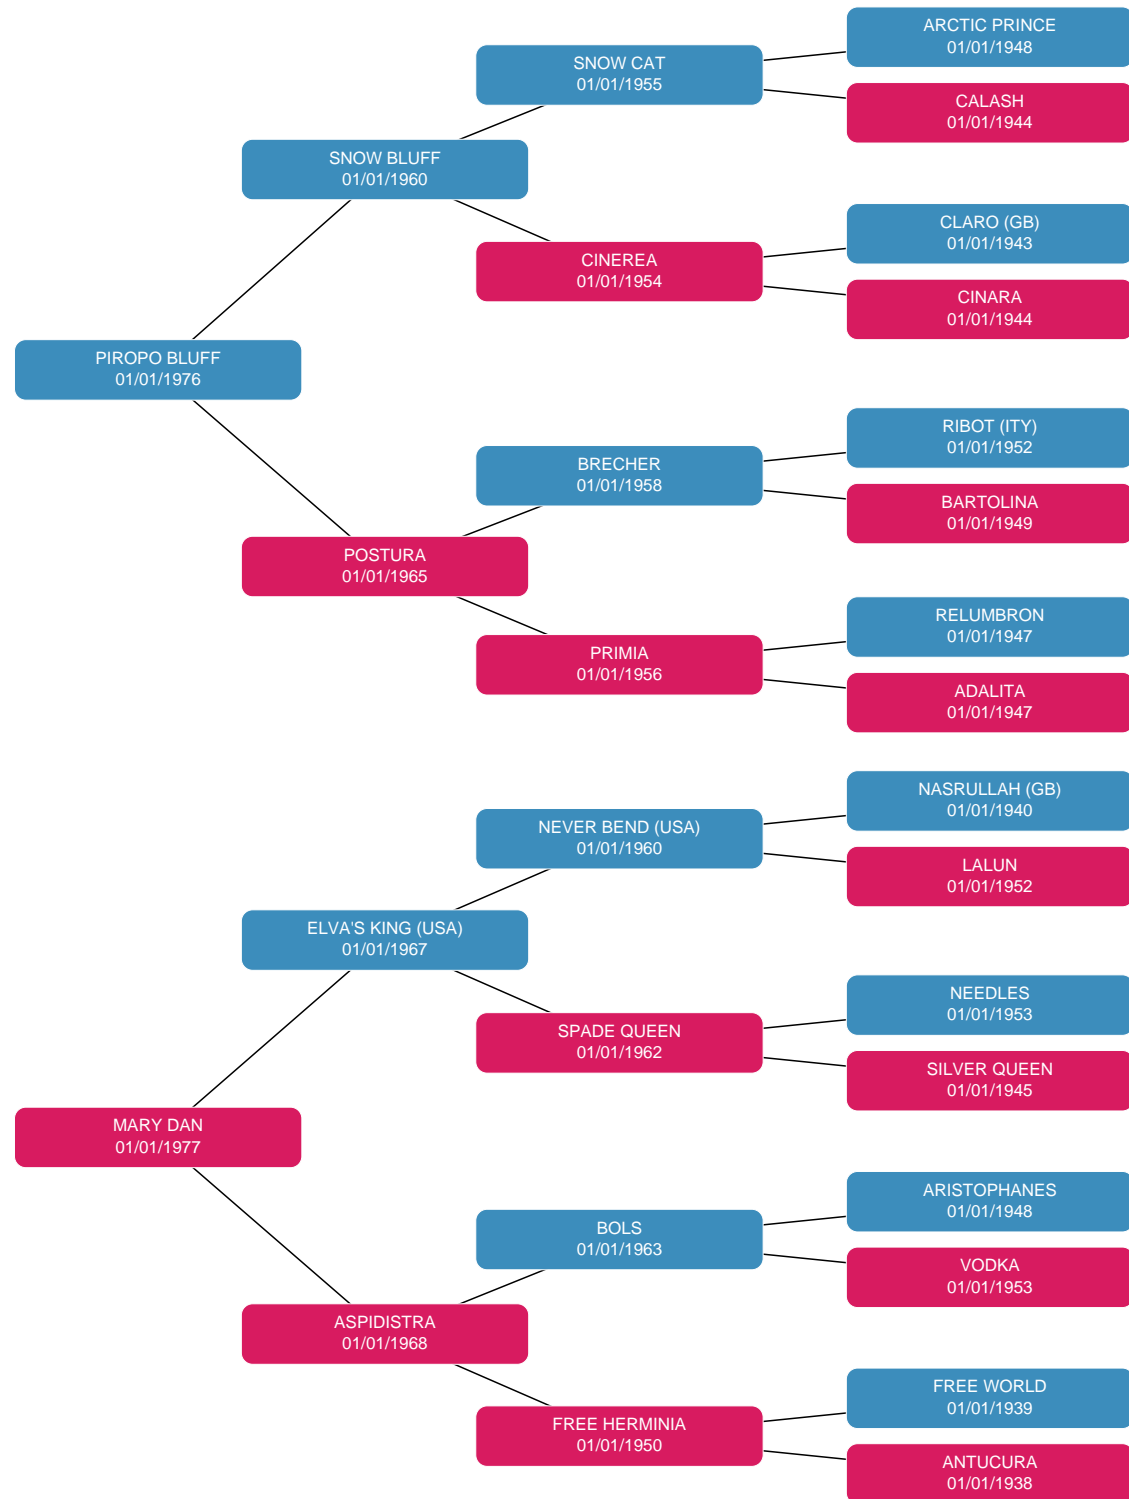 ARCTIC PRINCE
01/01/1948
SNOW CAT
01/01/1955
CALASH
01/01/1944
SNOW BLUFF
01/01/1960
CLARO (GB)
01/01/1943
CINEREA
01/01/1954
CINARA
01/01/1944
PIROPO BLUFF
01/01/1976
RIBOT (ITY)
01/01/1952
BRECHER
01/01/1958
BARTOLINA
01/01/1949
POSTURA
01/01/1965
RELUMBRON
01/01/1947
PRIMIA
01/01/1956
ADALITA
01/01/1947
NASRULLAH (GB)
01/01/1940
NEVER BEND (USA)
01/01/1960
LALUN
01/01/1952
ELVA'S KING (USA)
01/01/1967
NEEDLES
01/01/1953
SPADE QUEEN
01/01/1962
SILVER QUEEN
01/01/1945
MARY DAN
01/01/1977
ARISTOPHANES
01/01/1948
BOLS
01/01/1963
VODKA
01/01/1953
ASPIDISTRA
01/01/1968
FREE WORLD
01/01/1939
FREE HERMINIA
01/01/1950
ANTUCURA
01/01/1938